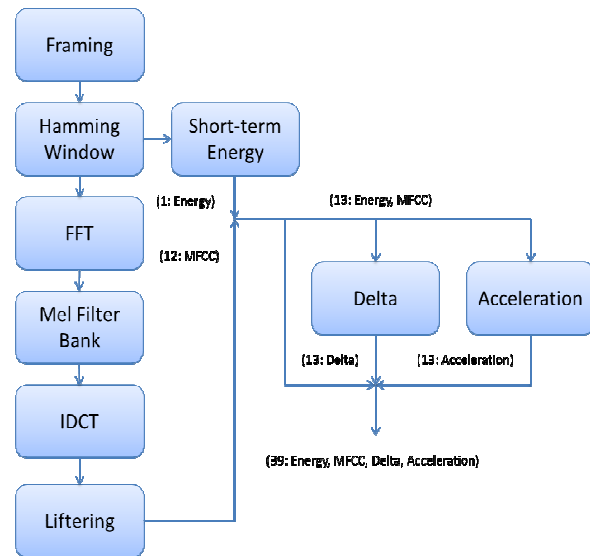 Framing
Hamming
Window
Short-term
Energy
(1: Energy)
(13: Energy, MFCC)
FFT
(12: MFCC)
Delta
Acceleration
Mel Filter
Bank
(13: Delta)
(13: Acceleration)
IDCT
(39: Energy, MFCC, Delta, Acceleration)
Liftering